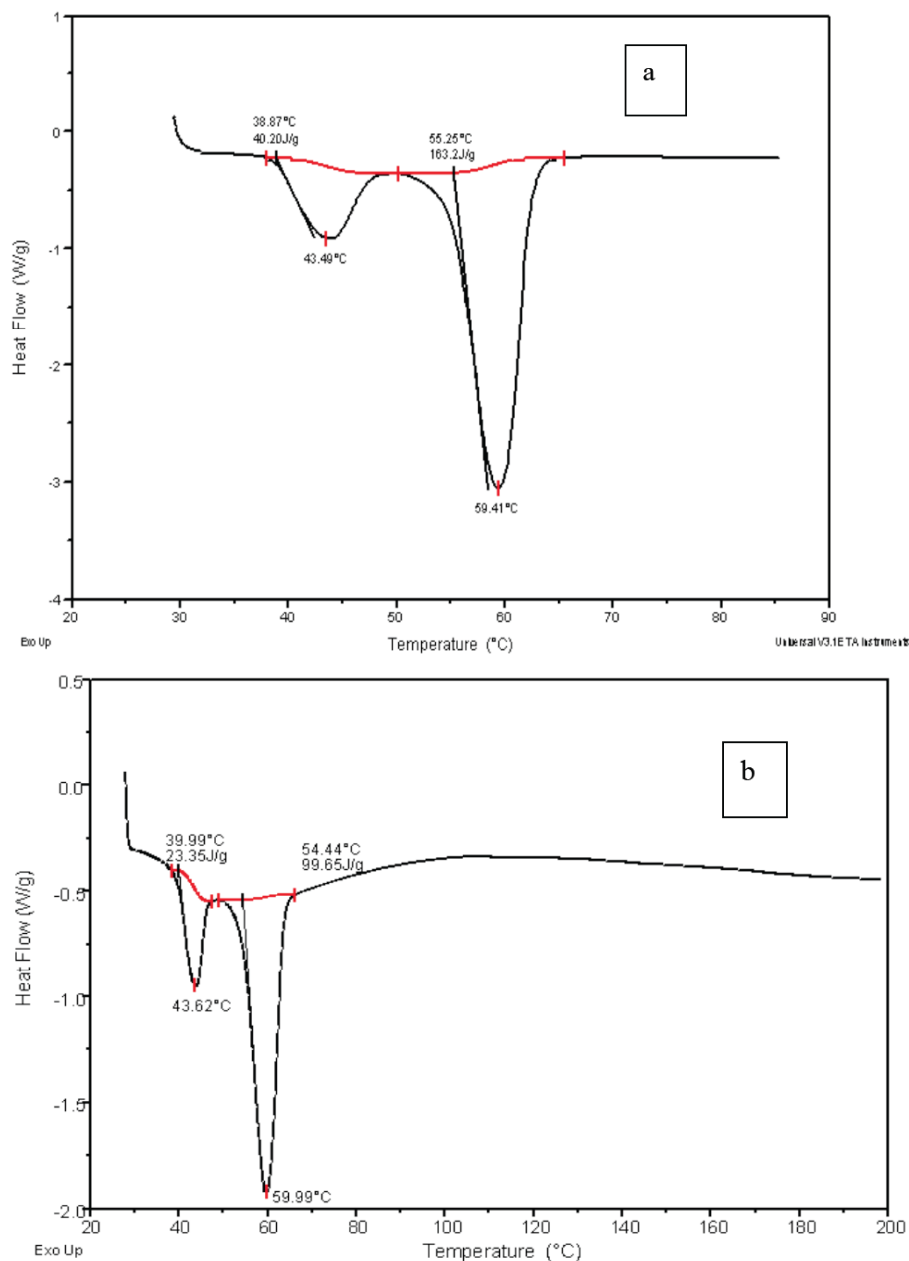 1
a
38.87°C
40.20J/g
55.25°C
163.2J/g
0
-1
43.49°C
Heat Flow (W/g)
-2
-3
59.41°C
-4
20 30 40 50 60 70 80 90
Exo Up
Temperature (°C)
Universal V3.1E TA Instruments
0.5
b
0.0
39.99°C
23.35J/g
54.44°C
99.65J/g
-0.5
Heat Flow (W/g)
-1.0
43.62°C
-1.5
59.99°C
-2.0
20 40 60 80 100 120 140 160 180 200
Exo Up
Temperature (°C)